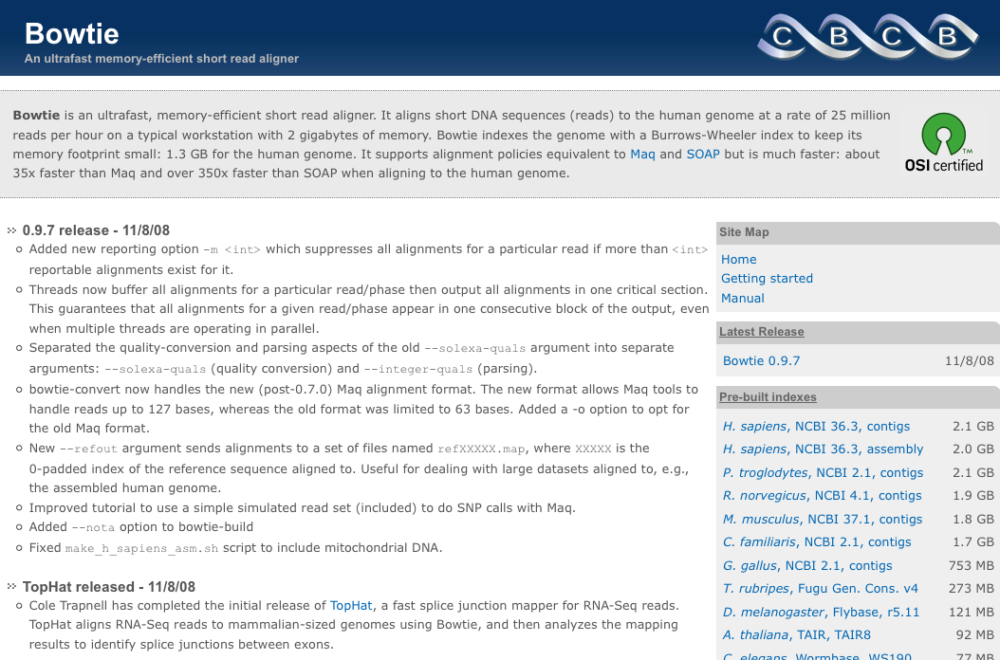 Bowtie
An ultrafast memory-efficient short read aligner
C B C B
Bowtie is an ultrafast, memory-efficient short read aligner. It aligns short DNA sequences (reads) to the human genome at a rate of 25 million
reads per hour on a typical workstation with 2 gigabytes of memory. Bowtie indexes the genome with a Burrows-Wheeler index to keep its
memory footprint small: 1.3 GB for the human genome. It supports alignment policies equivalent to Maq and SOAP but is much faster: about
35x faster than Maq and over 350x faster than SOAP when aligning to the human genome.
TM
OSI certified
0.9.7 release - 11/8/08
Added new reporting option -m <int> which suppresses all alignments for a particular read if more than <int>
reportable alignments exist for it.
Threads now buffer all alignments for a particular read/phase then output all alignments in one critical section.
This guarantees that all alignments for a given read/phase appear in one consecutive block of the output, even
when multiple threads are operating in parallel.
Separated the quality-conversion and parsing aspects of the old --solexa-quals argument into separate
arguments: --solexa-quals (quality conversion) and --integer-quals (parsing).
bowtie-convert now handles the new (post-0.7.0) Maq alignment format. The new format allows Maq tools to
handle reads up to 127 bases, whereas the old format was limited to 63 bases. Added a -o option to opt for
the old Maq format.
New --refout argument sends alignments to a set of files named refXXXXX.map, where XXXXX is the
0-padded index of the reference sequence aligned to. Useful for dealing with large datasets aligned to, e.g.,
the assembled human genome.
Improved tutorial to use a simple simulated read set (included) to do SNP calls with Maq.
Added --nota option to bowtie-build
Fixed make_h_sapiens_asm.sh script to include mitochondrial DNA.
TopHat released - 11/8/08
Cole Trapnell has completed the initial release of TopHat, a fast splice junction mapper for RNA-Seq reads.
TopHat aligns RNA-Seq reads to mammalian-sized genomes using Bowtie, and then analyzes the mapping
results to identify splice junctions between exons.
Site Map
Home
Getting started
Manual
Latest Release
Bowtie 0.9.7 11/8/08
Pre-built indexes
H. sapiens, NCBI 36.3, contigs 2.1 GB
H. sapiens, NCBI 36.3, assembly 2.0 GB
P. troglodytes, NCBI 2.1, contigs 2.1 GB
R. norvegicus, NCBI 4.1, contigs 1.9 GB
M. musculus, NCBI 37.1, contigs 1.8 GB
C. familiaris, NCBI 2.1, contigs 1.7 GB
G. gallus, NCBI 2.1, contigs 753 MB
T. rubripes, Fugu Gen. Cons. v4 273 MB
D. melanogaster, Flybase, r5.11 121 MB
A. thaliana, TAIR, TAIR8 92 MB
C. elegans, Wormbase, WS190 77 MB